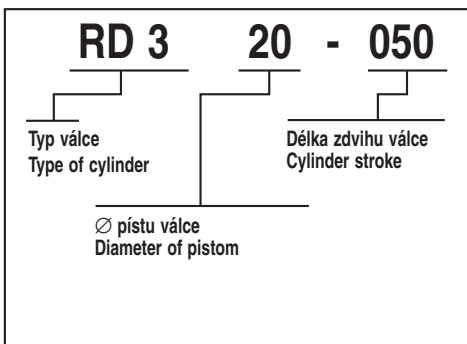 RD 3 20 - 050
Typ válce
Type of cylinder
Délka zdvihu válce
Cylinder stroke
∅ pístu válce
Diameter of pistom